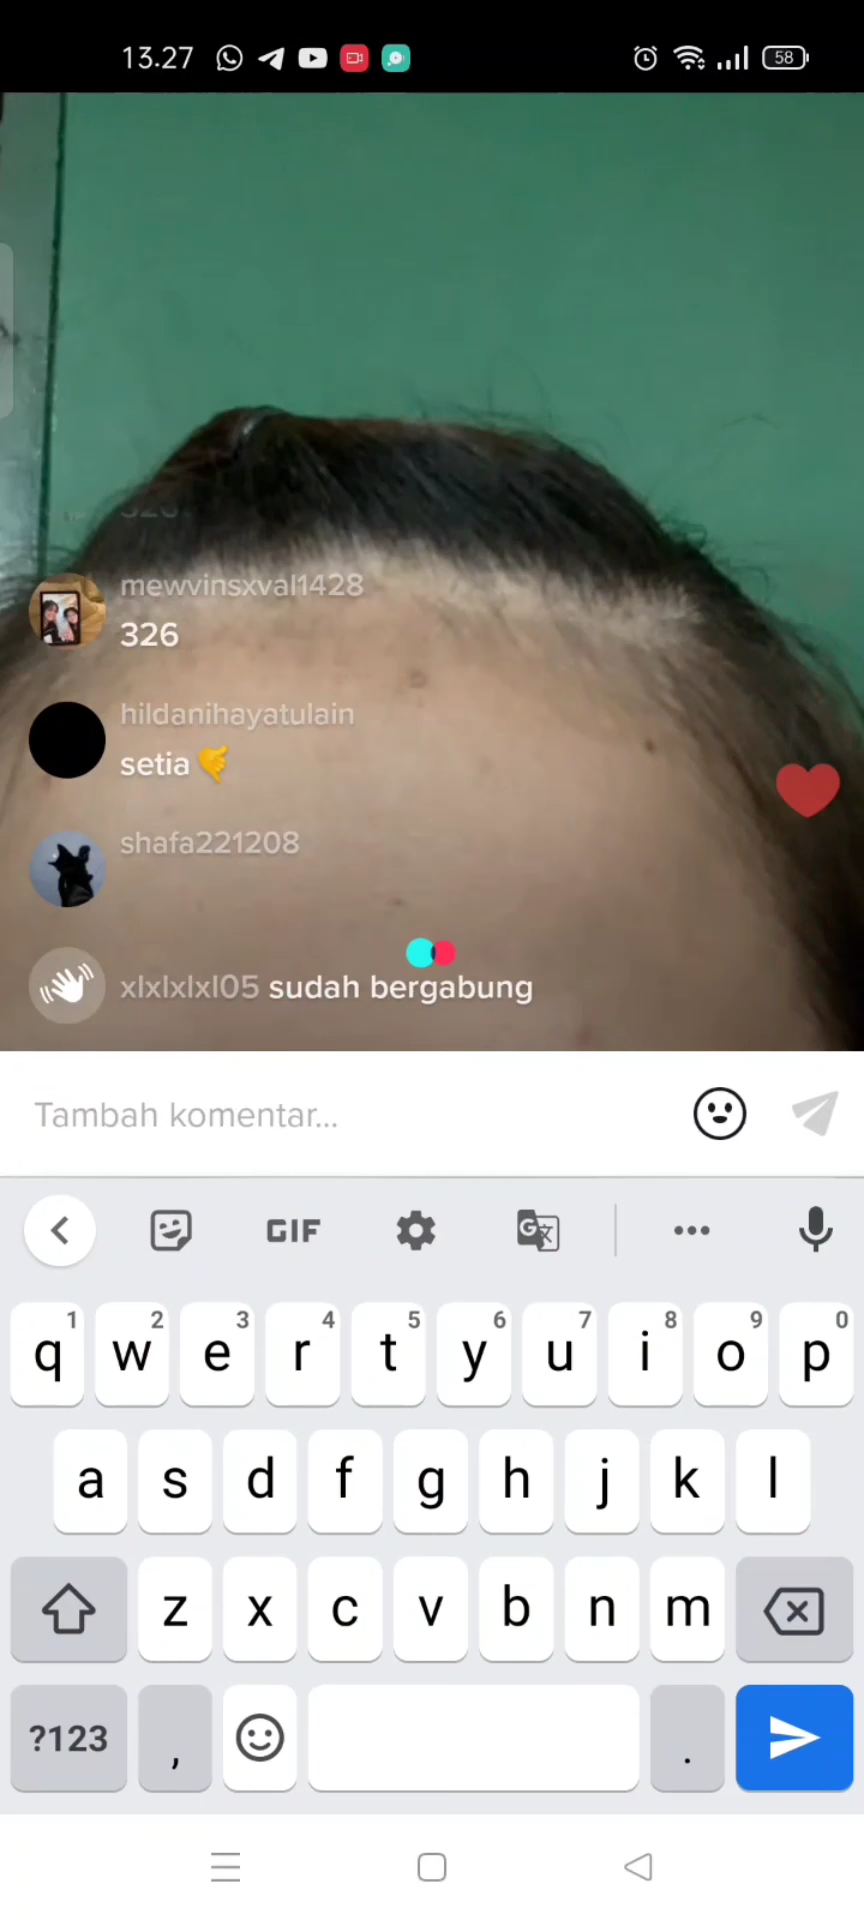 13.27
58
mewvinsxval1428
326
hildanihayatulain
setia
shafa221208
xlxlxlxl05 sudah bergabung
Tambah komentar...
GIF
G
1 2 3 4 5 6 7 8 9 0
q w e r t y u i o p
a s d f g h j k l
z x c v b n m
?123 , .